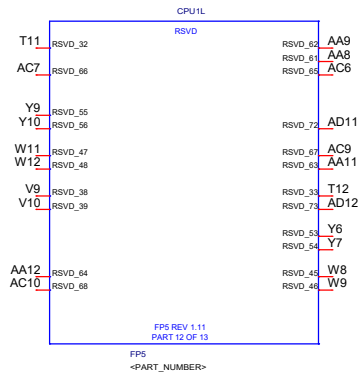 CPU1L
RSVD
T11 RSVD_32 RSVD_62 AA9
RSVD_61 AA8
AC7 RSVD_66 RSVD_65 AC6
Y9 RSVD_55
Y10 RSVD_56 RSVD_72 AD11
W11 RSVD_47 RSVD_67 AC9
W12 RSVD_48 RSVD_63 AA11
V9 RSVD_38 RSVD_33 T12
V10 RSVD_39 RSVD_73 AD12
RSVD_53 Y6
RSVD_54 Y7
AA12 RSVD_64 RSVD_45 W8
AC10 RSVD_68 RSVD_46 W9
FP5 REV 1.11
PART 12 OF 13
FP5
<PART_NUMBER>